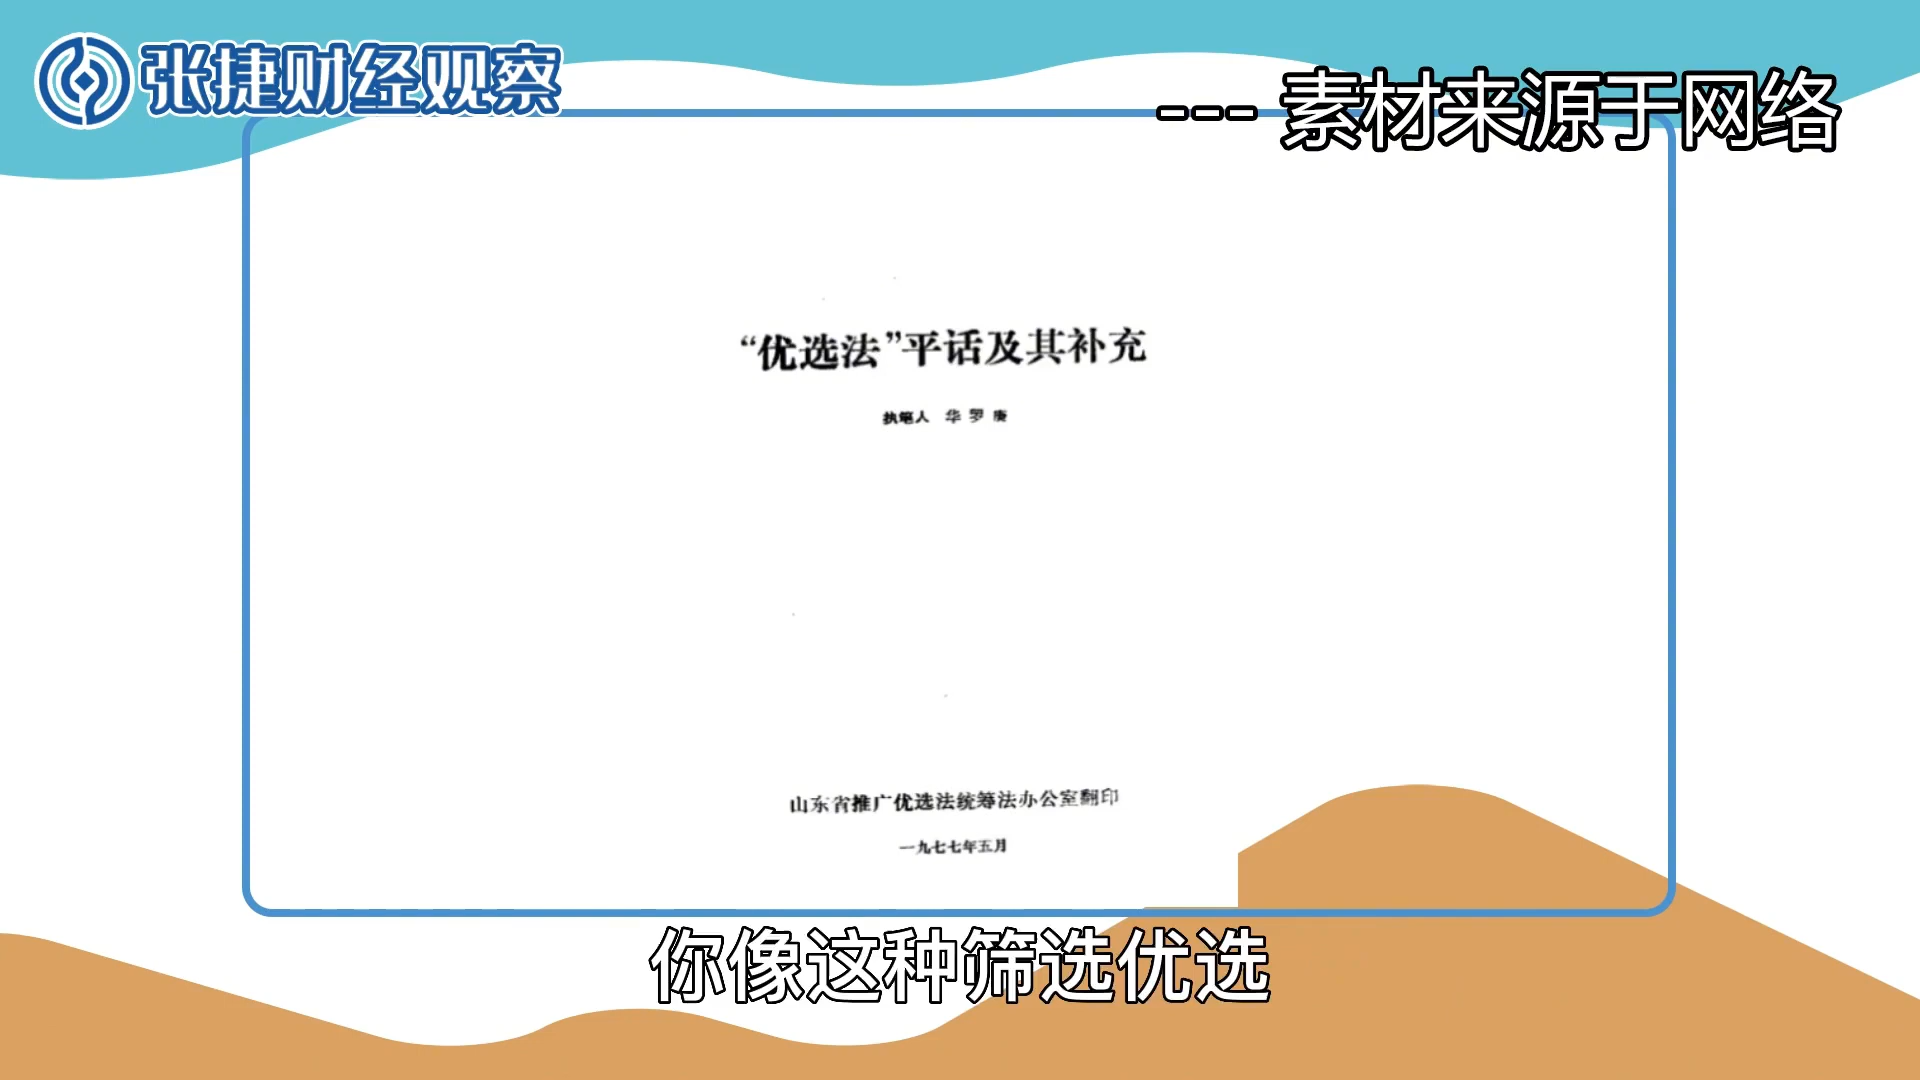 张捷财经观察
--- 素材来源于网络
“优选法”平话及其补充
执笔人 华罗庚
山东省推广优选法统筹法办公室翻印
一九七七年五月
你像这种筛选优选